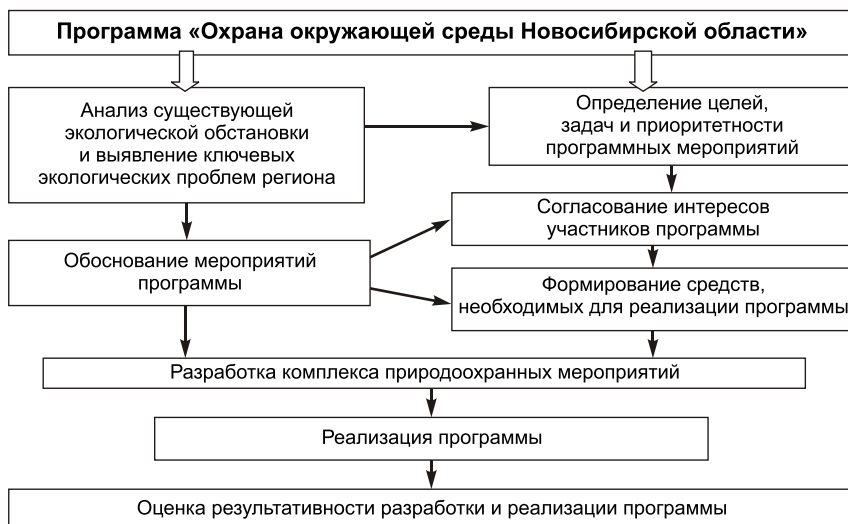 Программа «Охрана окружающей среды Новосибирской области»
Анализ существующей
экологической обстановки
и выявление ключевых
экологических проблем региона
Определение целей,
задач и приоритетности
программных мероприятий
Согласование интересов
участников программы
Обоснование мероприятий
программы
Формирование средств,
необходимых для реализации программы
Разработка комплекса природоохранных мероприятий
Реализация программы
Оценка результативности разработки и реализации программы